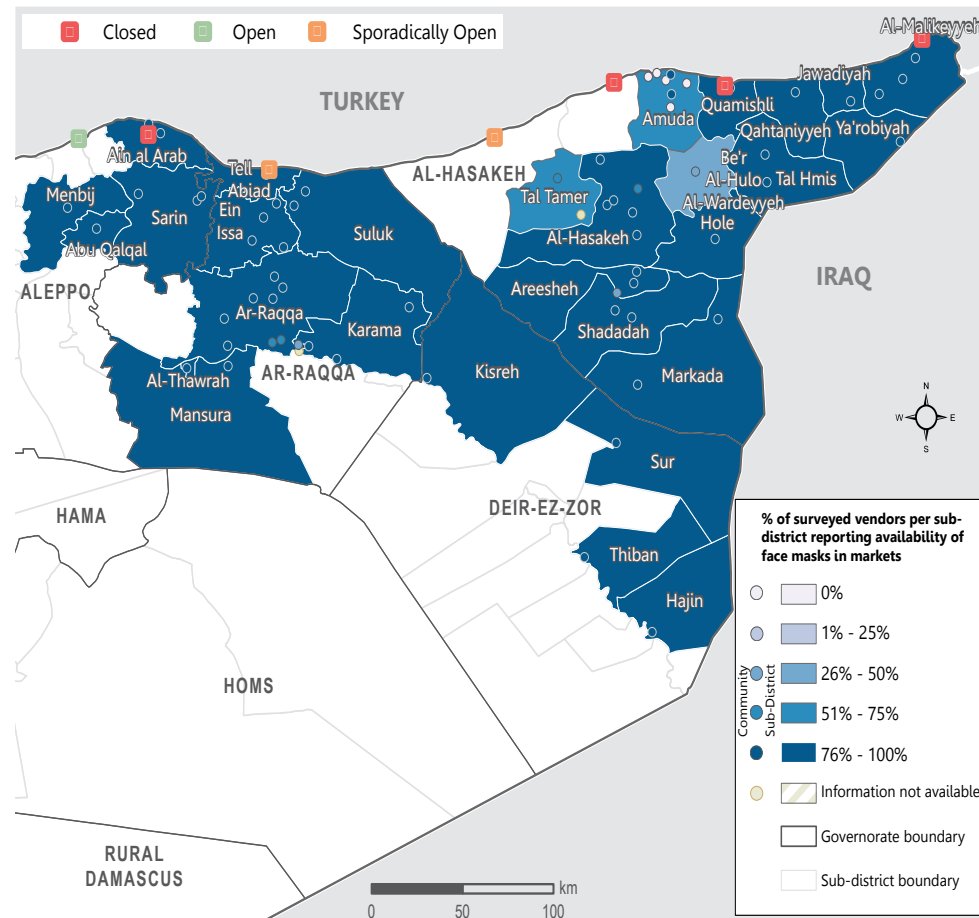 Closed
Open
Sporadically Open
TURKEY
Al-Malikeyyeh
Jawadiyah
Quamishli
Amuda
Qahtaniyyeh
Ya'robiyah
Ain al Arab
Tell
Abiad
AL-HASAKEH
Be'r
Al-Hulo
Al-Wardeyyeh
Tal Hmis
Menbij
Sarin
Ein
Issa
Tal Tamer
Hole
Abu Qalqal
Suluk
Al-Hasakeh
IRAQ
ALEPPO
Areesheh
Ar-Raqqa
Karama
Shadadah
AR-RAQQA
Kisreh
Markada
Al-Thawrah
Mansura
N
W
E
S
Sur
HAMA
DEIR-EZ-ZOR
Thiban
Hajin
HOMS
RURAL
DAMASCUS
% of surveyed vendors per sub-
district reporting availability of
face masks in markets
0%
1% - 25%
26% - 50%
51% - 75%
76% - 100%
Community
Sub-District
Information not available
Governorate boundary
Sub-district boundary
km
0
50
100